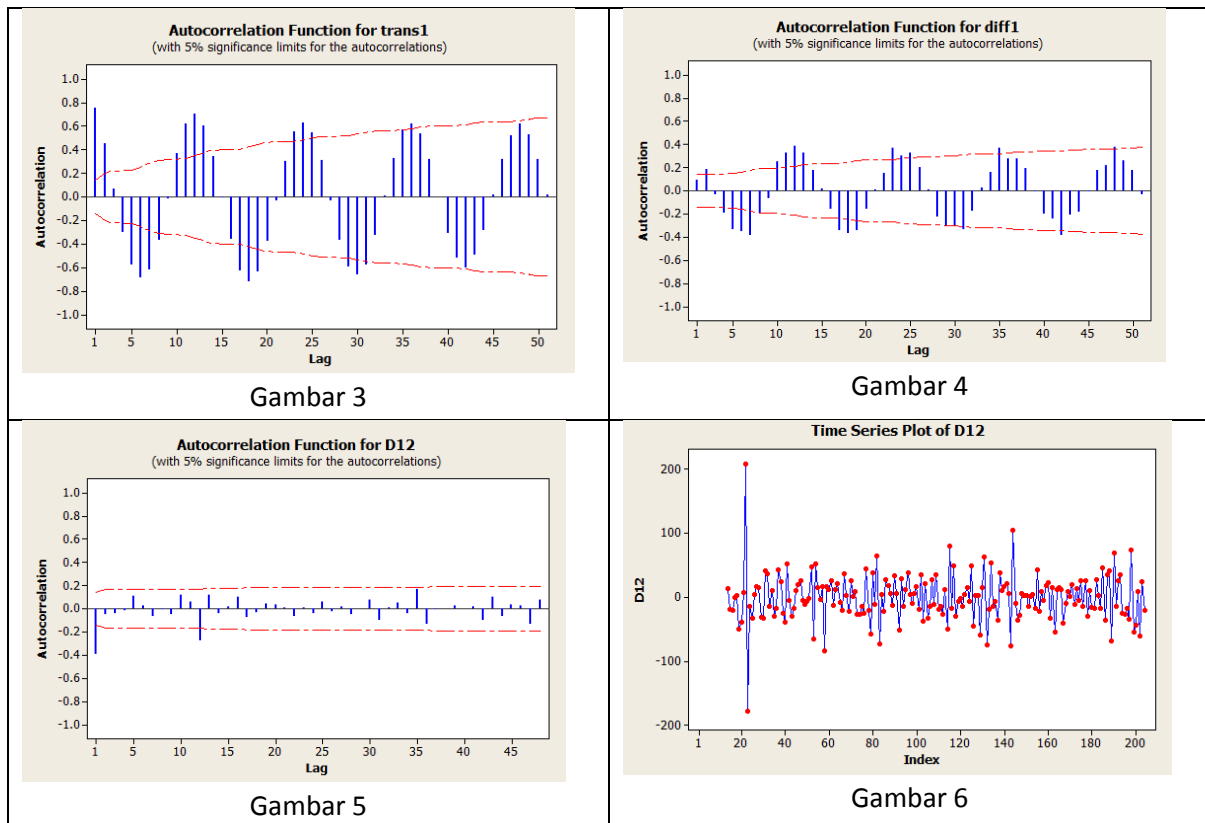 Autocorrelation Function for trans1
(with 5% significance limits for the autocorrelations)
1.0
0.8
0.6
0.4
0.2
0.0
-0.2
-0.4
-0.6
-0.8
-1.0
Autocorrelation
1 5 10 15 20 25 30 35 40 45 50
Lag
Gambar 3
Autocorrelation Function for diff1
(with 5% significance limits for the autocorrelations)
1.0
0.8
0.6
0.4
0.2
0.0
-0.2
-0.4
-0.6
-0.8
-1.0
Autocorrelation
1 5 10 15 20 25 30 35 40 45 50
Lag
Gambar 4
Autocorrelation Function for D12
(with 5% significance limits for the autocorrelations)
1.0
0.8
0.6
0.4
0.2
0.0
-0.2
-0.4
-0.6
-0.8
-1.0
Autocorrelation
1 5 10 15 20 25 30 35 40 45
Lag
Gambar 5
Time Series Plot of D12
200
100
0
-100
-200
D12
1 20 40 60 80 100 120 140 160 180 200
Index
Gambar 6